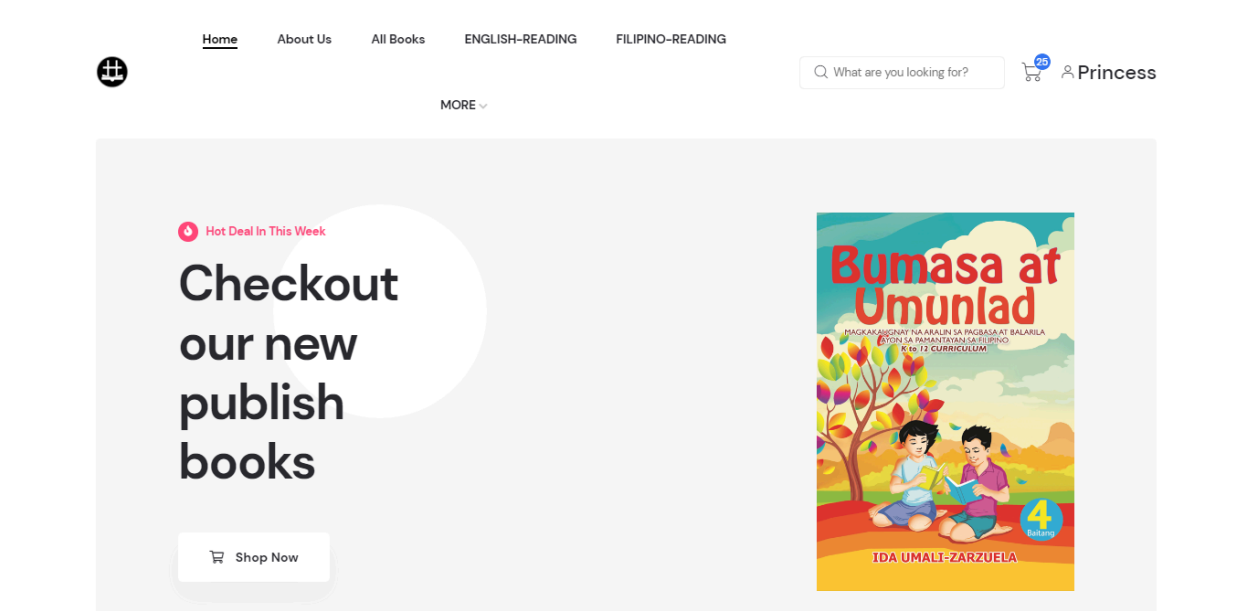 Home
About Us
All Books
ENGLISH-READING
FILIPINO-READING
MORE
What are you looking for?
25
Princess
Hot Deal In This Week
Checkout
our new
publish
books
Shop Now
Bumasa at
Umunlad
MAGKAKANGNAY NA ARALIN SA PAGBASA AT BALARILA
AYON SA PAMANTAYAN SA FILIPINO
K to 12 CURRICULUM
4
Baitang
IDA UMALI-ZARZUELA